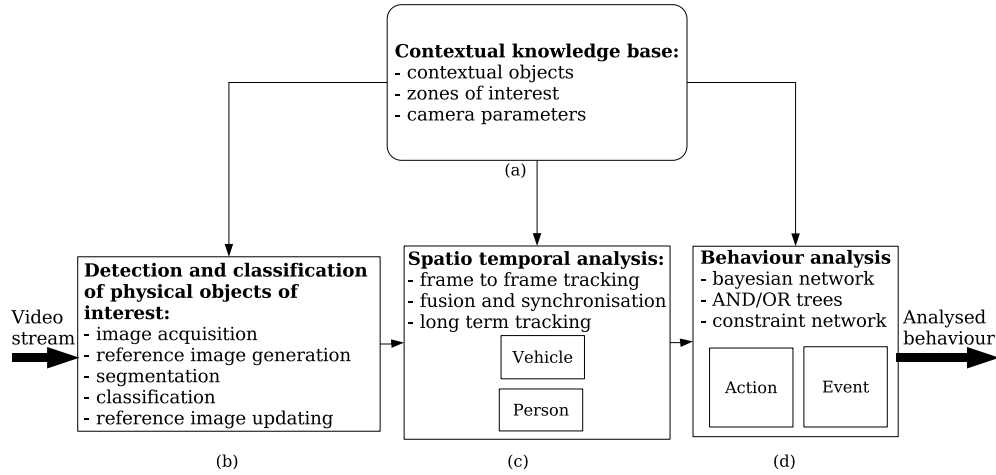 Contextual knowledge base:
- contextual objects
- zones of interest
- camera parameters
(a)
Video
stream
Detection and classification
of physical objects of
interest:
- image acquisition
- reference image generation
- segmentation
- classification
- reference image updating
(b)
Spatio temporal analysis:
- frame to frame tracking
- fusion and synchronisation
- long term tracking
Vehicle
Person
(c)
Behaviour analysis
- bayesian network
- AND/OR trees
- constraint network
Action
Event
(d)
Analysed
behaviour